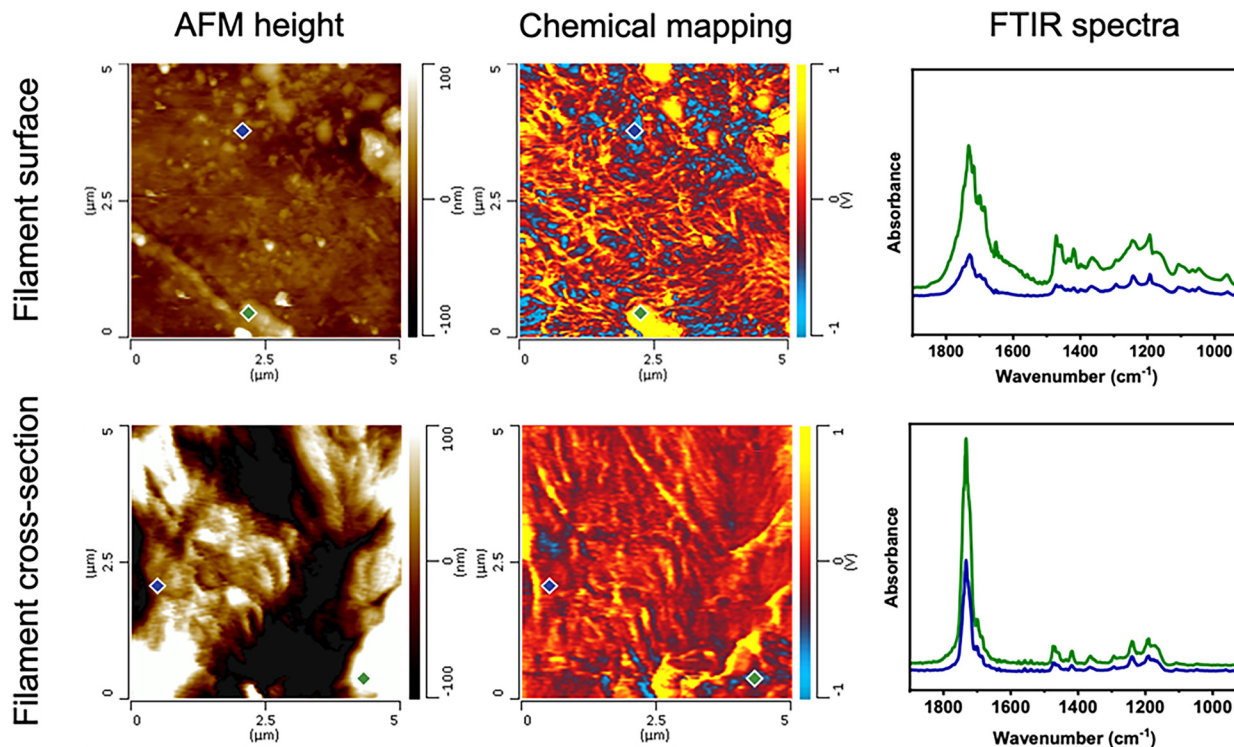 AFM height
Chemical mapping
FTIR spectra
Filament surface
5
2.5
0
(μm)
0
2.5
5
(μm)
100
0
-100
(nm)
5
2.5
0
(μm)
0
2.5
5
(μm)
1
0
-1
(V)
Absorbance
1800
1600
1400
1200
1000
Wavenumber (cm⁻¹)
Filament cross-section
5
2.5
0
(μm)
0
2.5
5
(μm)
100
0
-100
(nm)
5
2.5
0
(μm)
0
2.5
5
(μm)
1
0
-1
(V)
Absorbance
1800
1600
1400
1200
1000
Wavenumber (cm⁻¹)